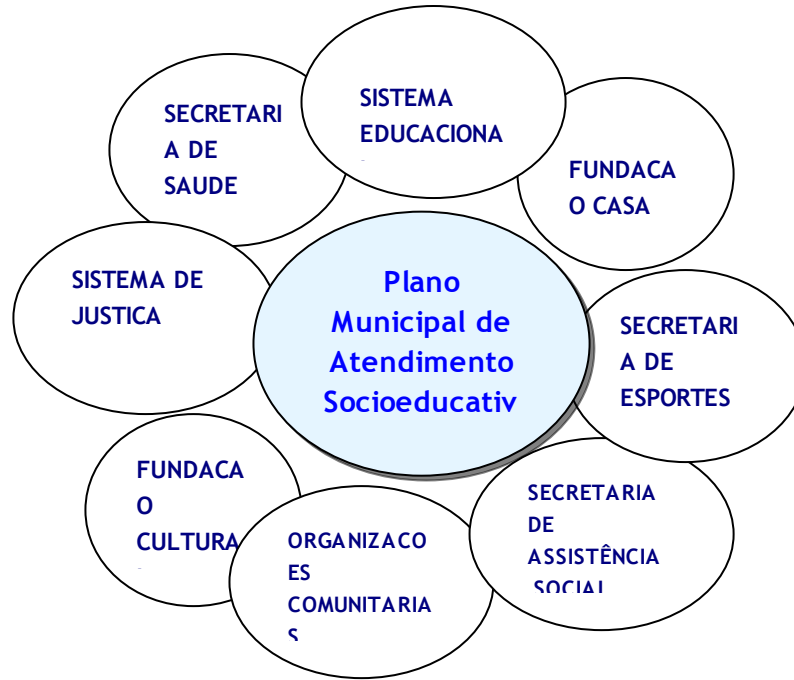 SISTEMA
EDUCACIONA
SECRETARI
A DE
SAUDE
FUNDACA
O CASA
SISTEMA DE
JUSTICA
Plano
Municipal de
Atendimento
Socioeducativ
SECRETARI
A DE
ESPORTES
FUNDACA
O
CULTURA
ORGANIZACO
ES
COMUNITARIA
S
SECRETARIA
DE
ASSISTÊNCIA
SOCIAL